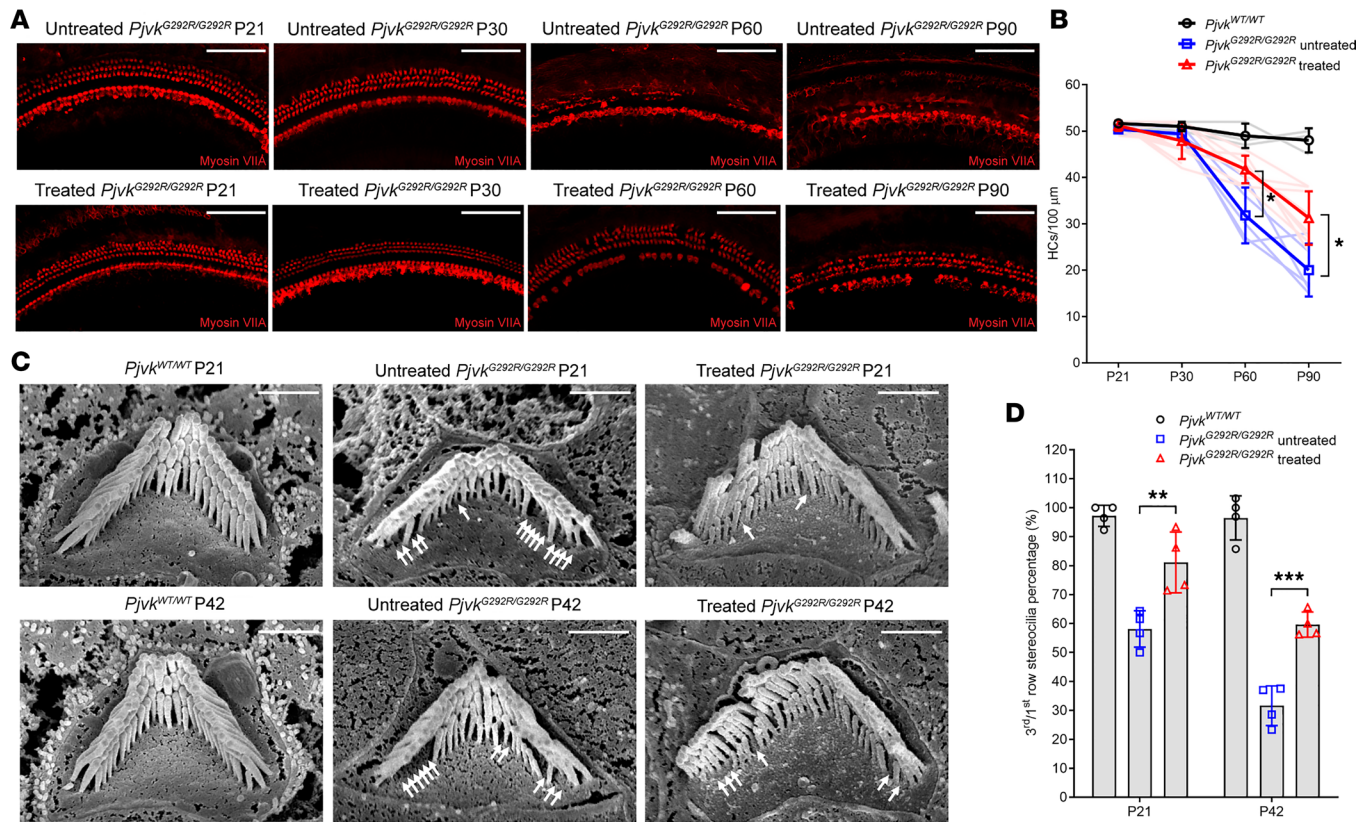 A
Untreated Pjvk^G292R/G292R P21
Untreated Pjvk^G292R/G292R P30
Untreated Pjvk^G292R/G292R P60
Untreated Pjvk^G292R/G292R P90
Myosin VIIA
Myosin VIIA
Myosin VIIA
Myosin VIIA
Treated Pjvk^G292R/G292R P21
Treated Pjvk^G292R/G292R P30
Treated Pjvk^G292R/G292R P60
Treated Pjvk^G292R/G292R P90
Myosin VIIA
Myosin VIIA
Myosin VIIA
Myosin VIIA
B
Pjvk^WT/WT
Pjvk^G292R/G292R untreated
Pjvk^G292R/G292R treated
HCs/100 µm
60
50
40
30
20
10
0
*
*
P21 P30 P60 P90
C
Pjvk^WT/WT P21
Untreated Pjvk^G292R/G292R P21
Treated Pjvk^G292R/G292R P21
Pjvk^WT/WT P42
Untreated Pjvk^G292R/G292R P42
Treated Pjvk^G292R/G292R P42
D
Pjvk^WT/WT
Pjvk^G292R/G292R untreated
Pjvk^G292R/G292R treated
3rd/1st row stereocilia percentage (%)
120
110
100
90
80
70
60
50
40
30
20
10
0
**
***
P21 P42